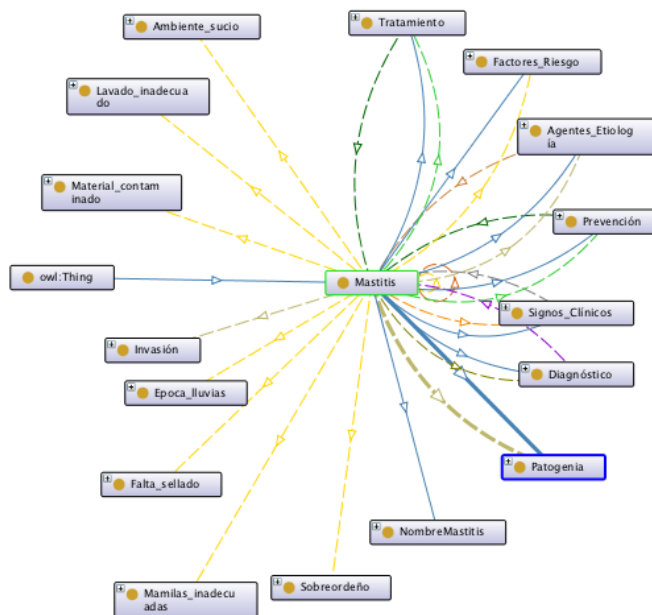 Ambiente_sucio
Tratamiento
Factores_Riesgo
Lavado_inadecua
do
Agentes_Etiolog
ía
Material_contam
inado
Prevención
owl:Thing
Mastitis
Signos_Clínicos
Invasión
Diagnóstico
Epoca_lluvias
Patogenia
Falta_sellado
NombreMastitis
Mamilas_inadecu
adas
Sobreordeño